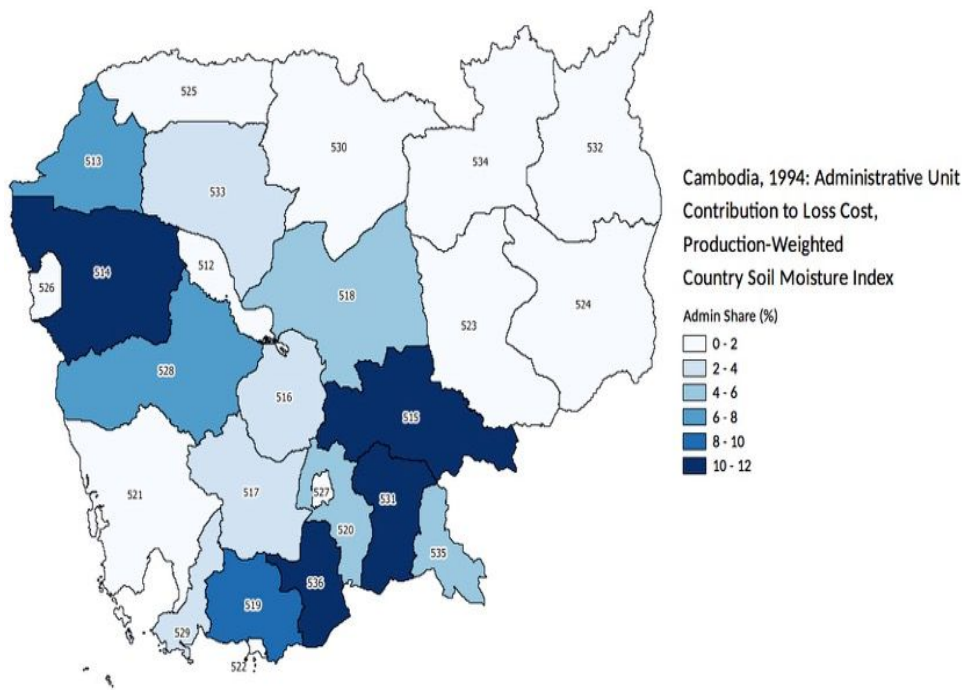 525
530
534
532
513
533
512
514
526
518
523
524
528
516
515
521
517
527
531
520
535
536
519
529
522
Cambodia, 1994: Administrative Unit
Contribution to Loss Cost,
Production-Weighted
Country Soil Moisture Index
Admin Share (%)
0 - 2
2 - 4
4 - 6
6 - 8
8 - 10
10 - 12